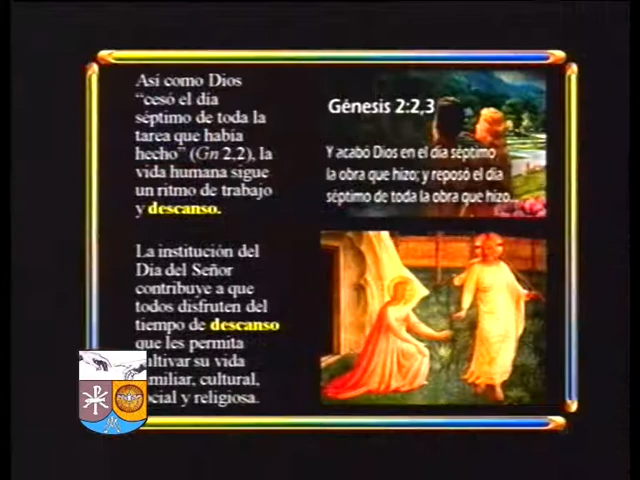 Así como Dios
“cesó el día
séptimo de toda la
tarea que había
hecho” (Gn 2,2), la
vida humana sigue
un ritmo de trabajo
y descanso.
La institución del
Día del Señor
contribuye a que
todos disfruten del
tiempo de descanso
que les permita
ultivar su vida
miliar, cultural,
cial y religiosa.
Génesis 2:2,3
Y acabó Dios en el día séptimo
la obra que hizo; y reposó el día
séptimo de toda la obra que hizo...